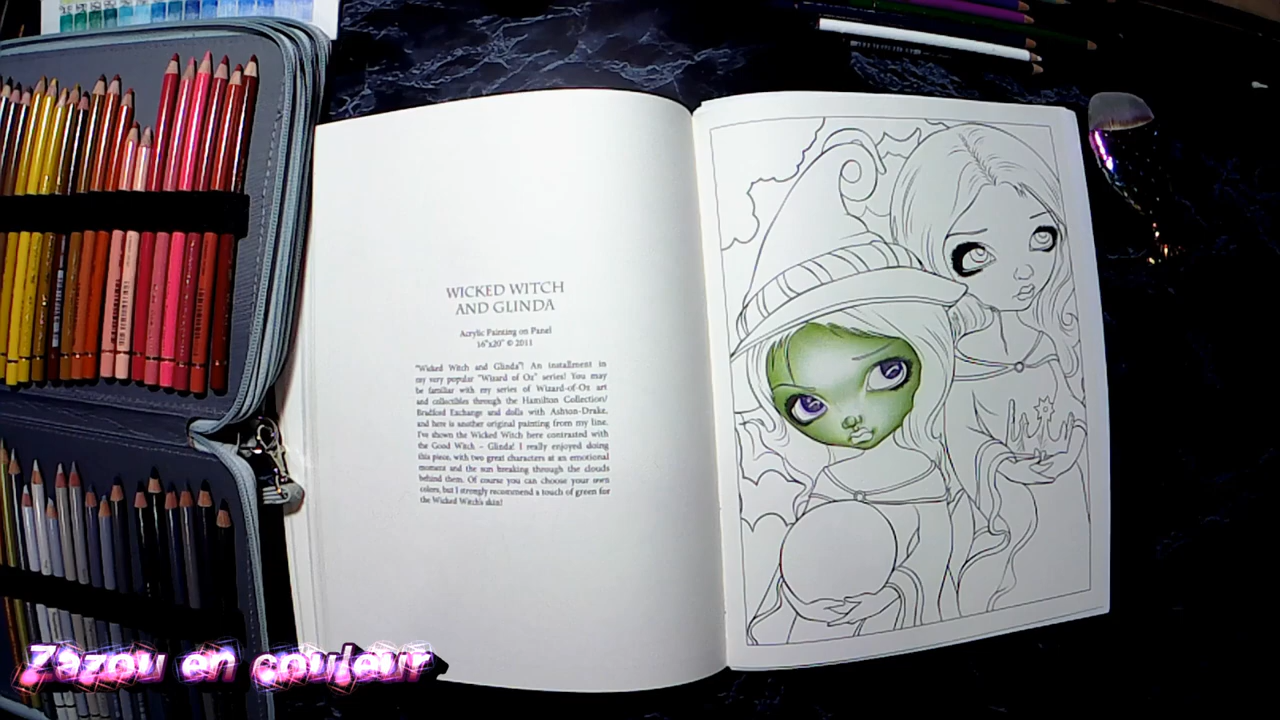 WICKED WITCH
AND GLINDA
Acrylic Painting on Panel
16"x20" © 2011
"Wicked Witch and Glinda"! An installment in
my very popular "Wizard of Oz" series! You may
be familiar with my series of Wizard-of-Oz art
and collectibles through the Hamilton Collection/
Bradford Exchange and dolls with Ashton-Drake,
and here is another original painting from my line.
I've shown the Wicked Witch here contrasted with
the Good Witch – Glinda! I really enjoyed doing
this piece, with two great characters at an emotional
moment and the sun breaking through the clouds
behind them. Of course you can choose your own
colors, but I strongly recommend a touch of green for
the Wicked Witch's skin!
Zazou en couleur